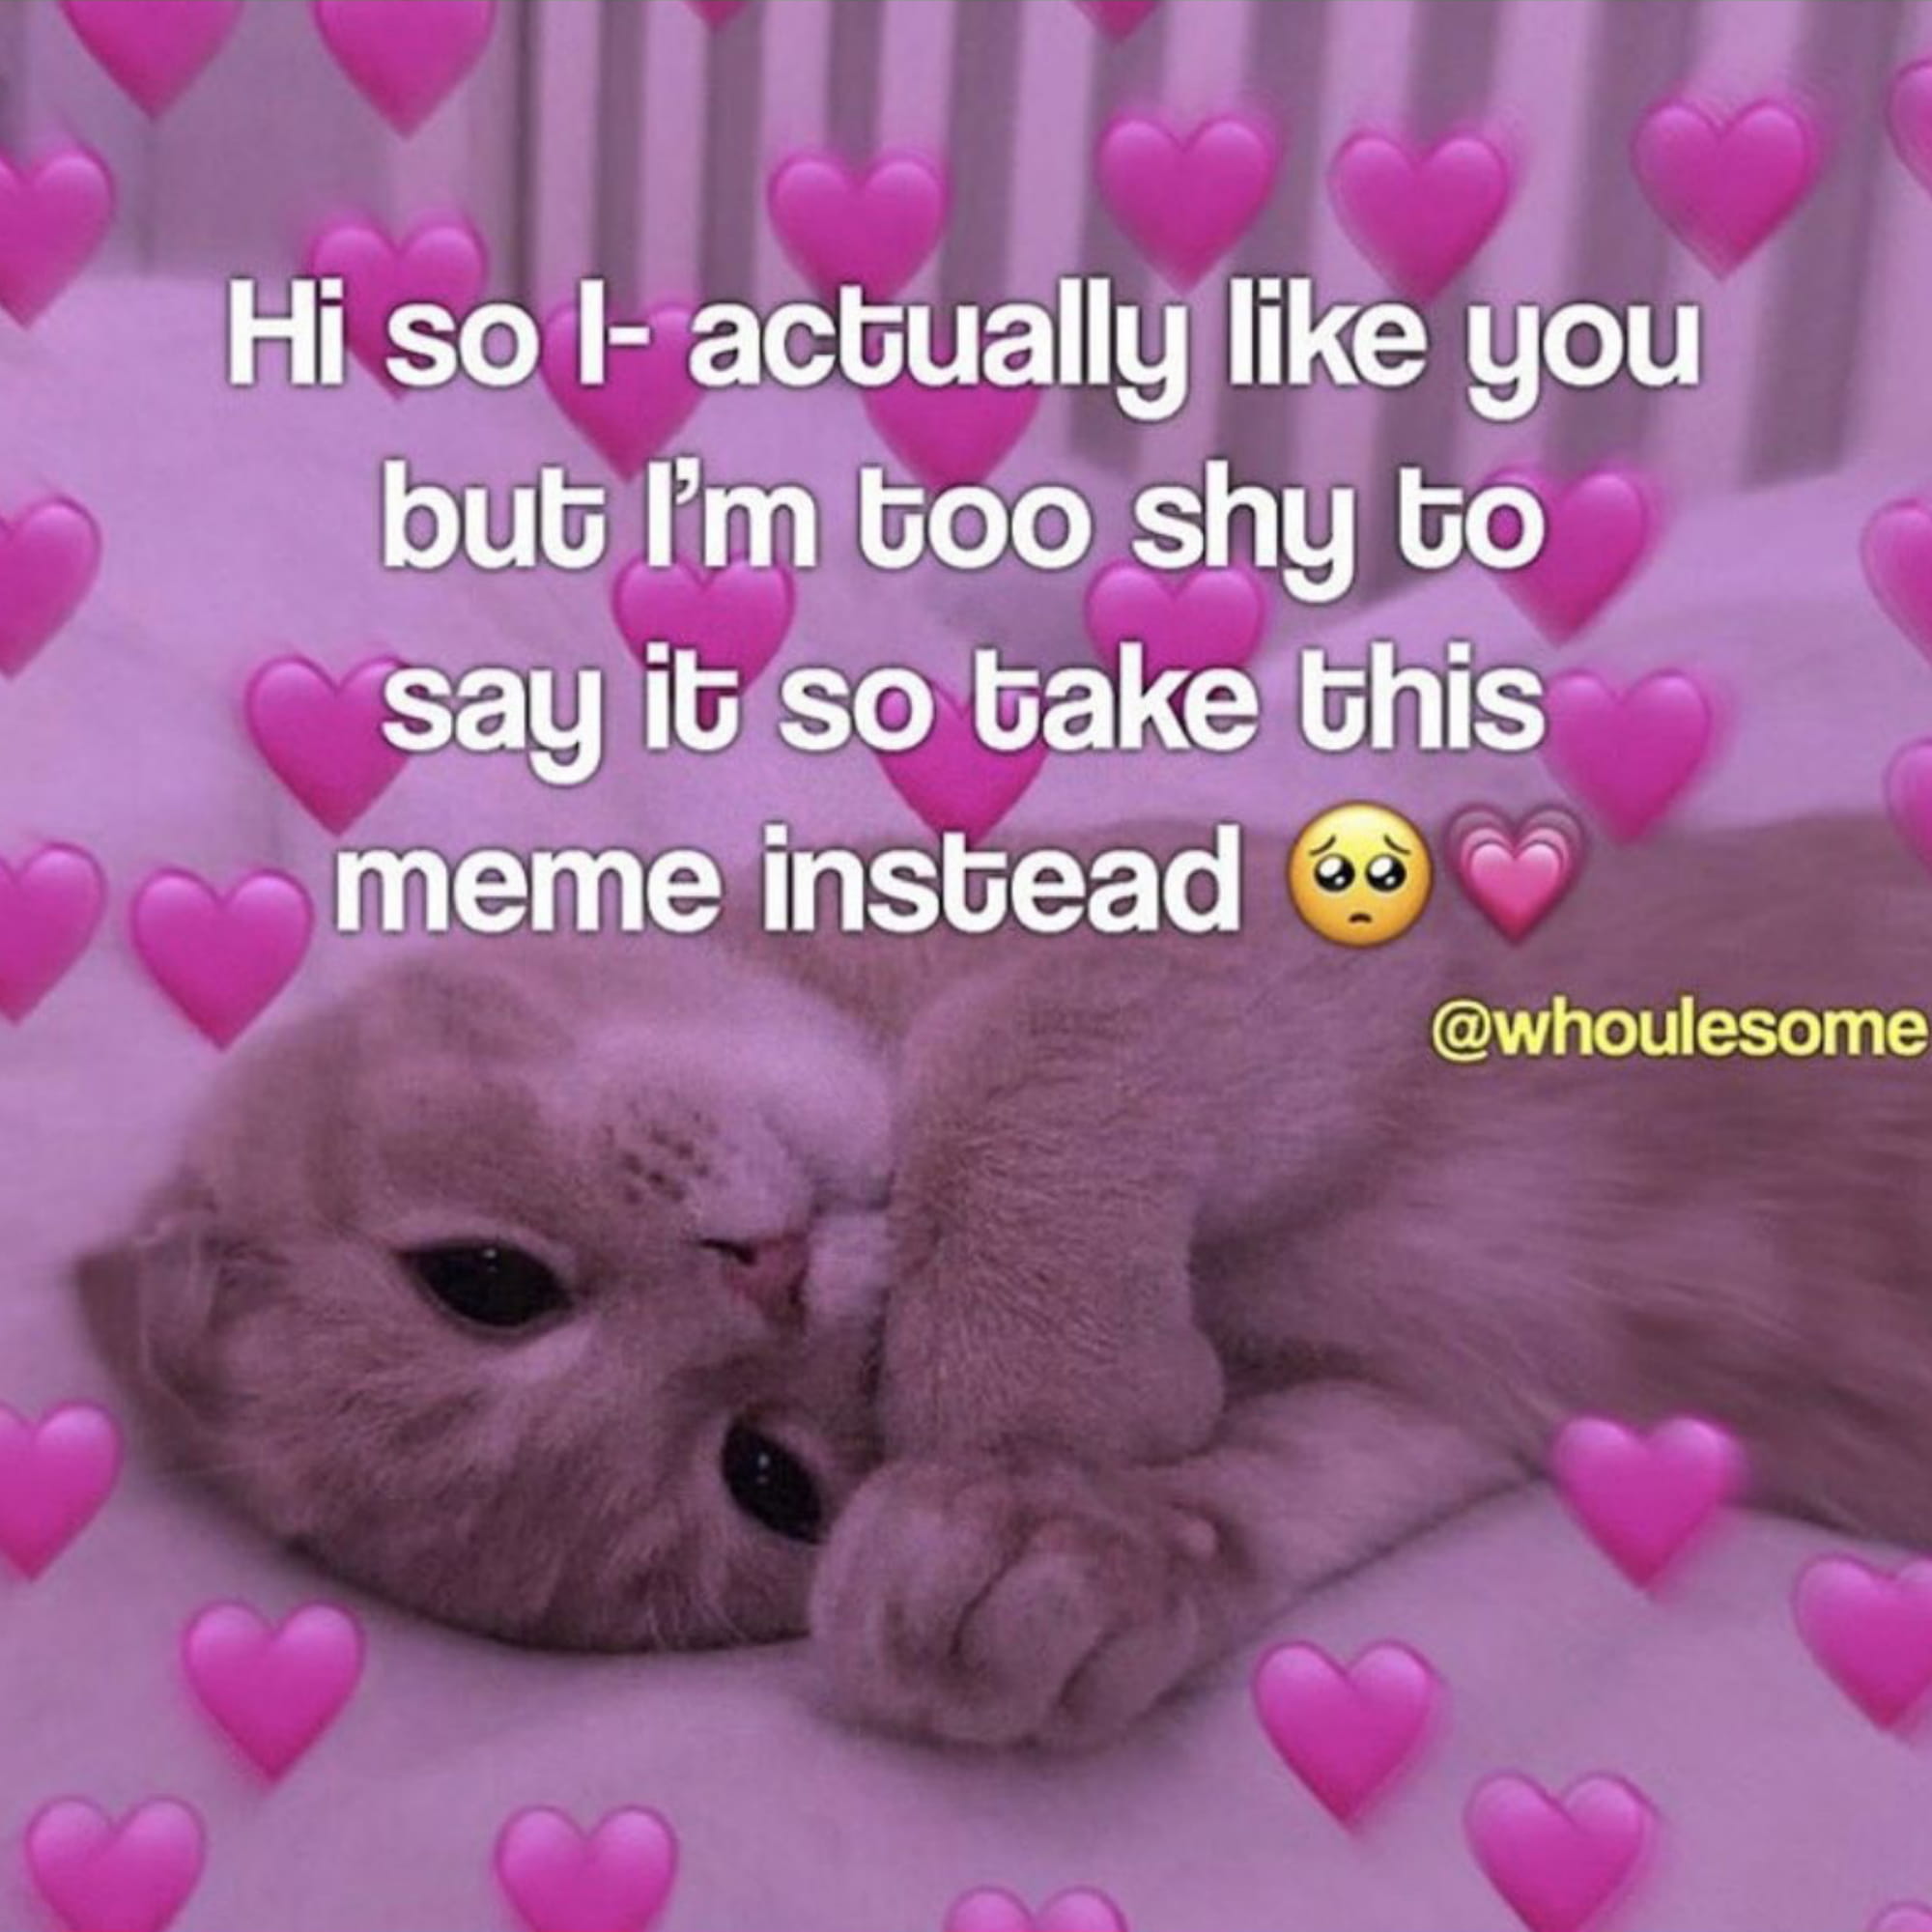 Hi so I- actually like you
but I'm too shy to
say it so take this
meme instead 🥺💗
@whoulesome